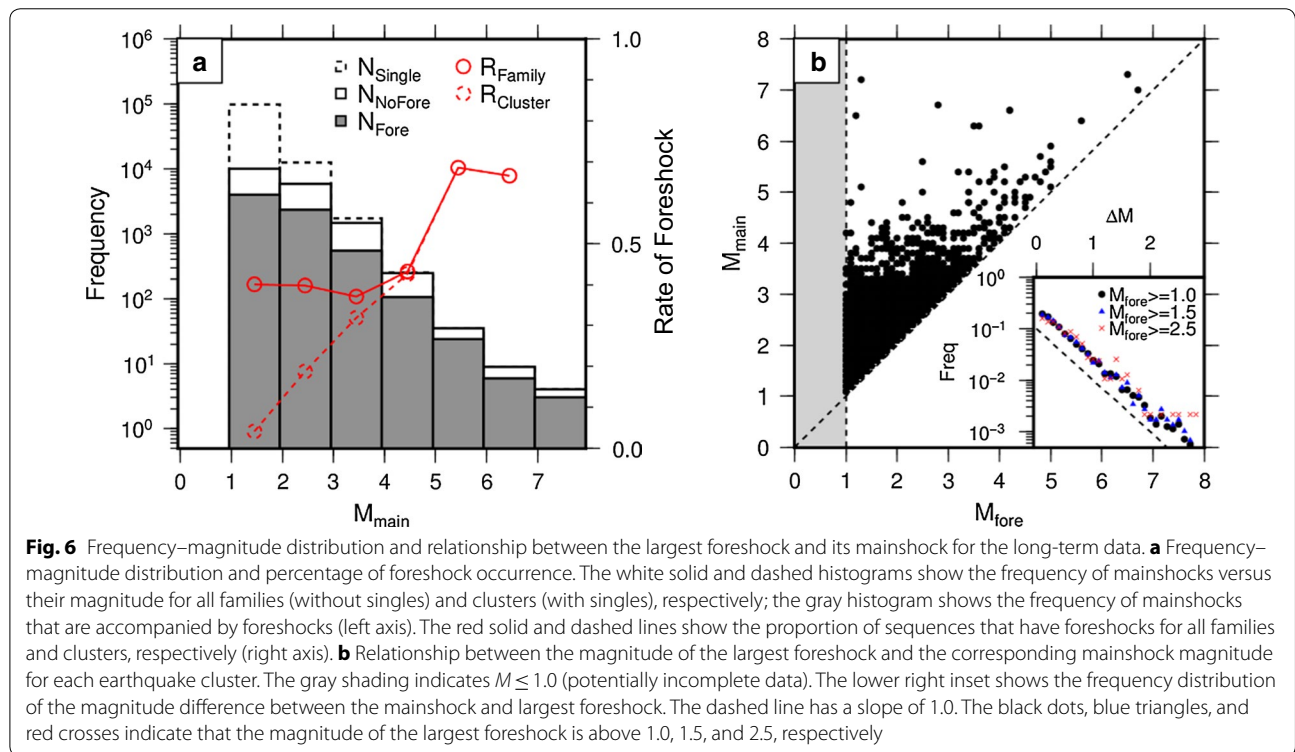 a
N_Single
N_NoFore
N_Fore
R_Family
R_Cluster
10^6
10^5
10^4
10^3
10^2
10^1
10^0
Frequency
0 1 2 3 4 5 6 7
M_main
1.0
0.5
0.0
Rate of Foreshock
b
8
7
6
5
4
3
2
1
0
M_main
0 1 2 3 4 5 6 7 8
M_fore
ΔM
0 1 2
10^0
10^-1
10^-2
10^-3
Freq
M_fore>=1.0
M_fore>=1.5
M_fore>=2.5
Fig. 6 Frequency–magnitude distribution and relationship between the largest foreshock and its mainshock for the long-term data. a Frequency–
magnitude distribution and percentage of foreshock occurrence. The white solid and dashed histograms show the frequency of mainshocks versus
their magnitude for all families (without singles) and clusters (with singles), respectively; the gray histogram shows the frequency of mainshocks
that are accompanied by foreshocks (left axis). The red solid and dashed lines show the proportion of sequences that have foreshocks for all families
and clusters, respectively (right axis). b Relationship between the magnitude of the largest foreshock and the corresponding mainshock magnitude
for each earthquake cluster. The gray shading indicates M ≤ 1.0 (potentially incomplete data). The lower right inset shows the frequency distribution
of the magnitude difference between the mainshock and largest foreshock. The dashed line has a slope of 1.0. The black dots, blue triangles, and
red crosses indicate that the magnitude of the largest foreshock is above 1.0, 1.5, and 2.5, respectively